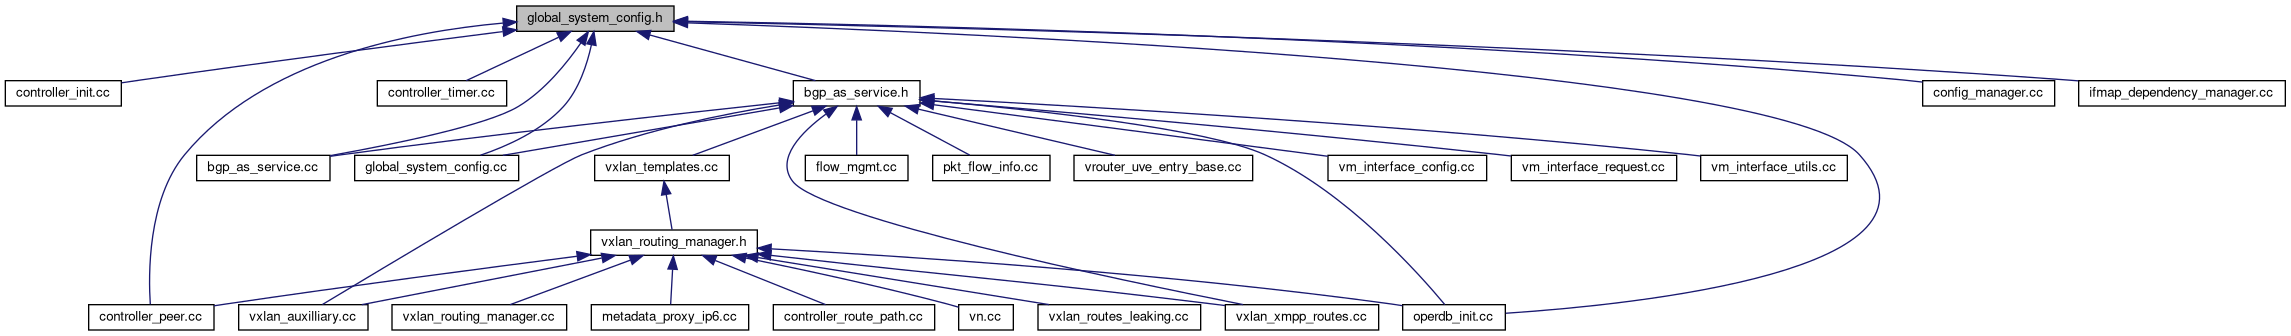 global_system_config.h
controller_init.cc
controller_timer.cc
bgp_as_service.h
config_manager.cc
ifmap_dependency_manager.cc
bgp_as_service.cc
global_system_config.cc
vxlan_templates.cc
flow_mgmt.cc
pkt_flow_info.cc
vrouter_uve_entry_base.cc
vm_interface_config.cc
vm_interface_request.cc
vm_interface_utils.cc
vxlan_routing_manager.h
controller_peer.cc
vxlan_auxilliary.cc
vxlan_routing_manager.cc
metadata_proxy_ip6.cc
controller_route_path.cc
vn.cc
vxlan_routes_leaking.cc
vxlan_xmpp_routes.cc
operdb_init.cc